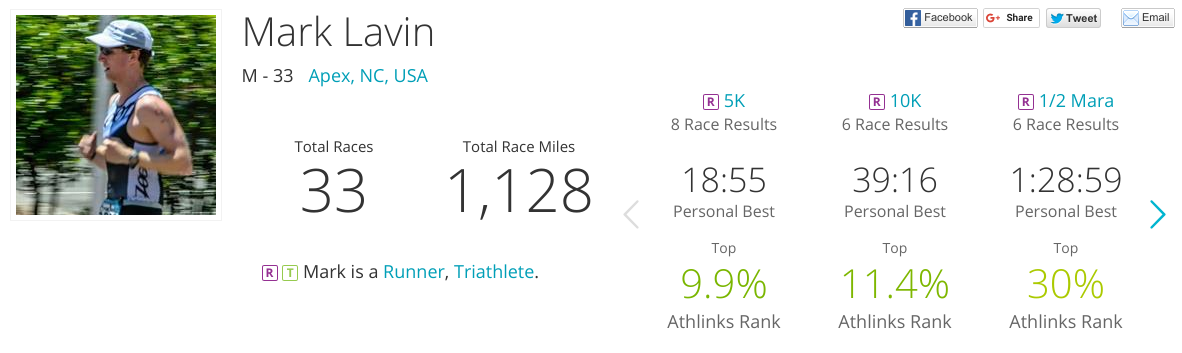 Mark Lavin
Facebook
Share
Tweet
Email
M - 33 Apex, NC, USA
Total Races
33
Total Race Miles
1,128
R T Mark is a Runner, Triathlete.
R 5K
8 Race Results
18:55
Personal Best
Top
9.9%
Athlinks Rank
R 10K
6 Race Results
39:16
Personal Best
Top
11.4%
Athlinks Rank
R 1/2 Mara
6 Race Results
1:28:59
Personal Best
Top
30%
Athlinks Rank